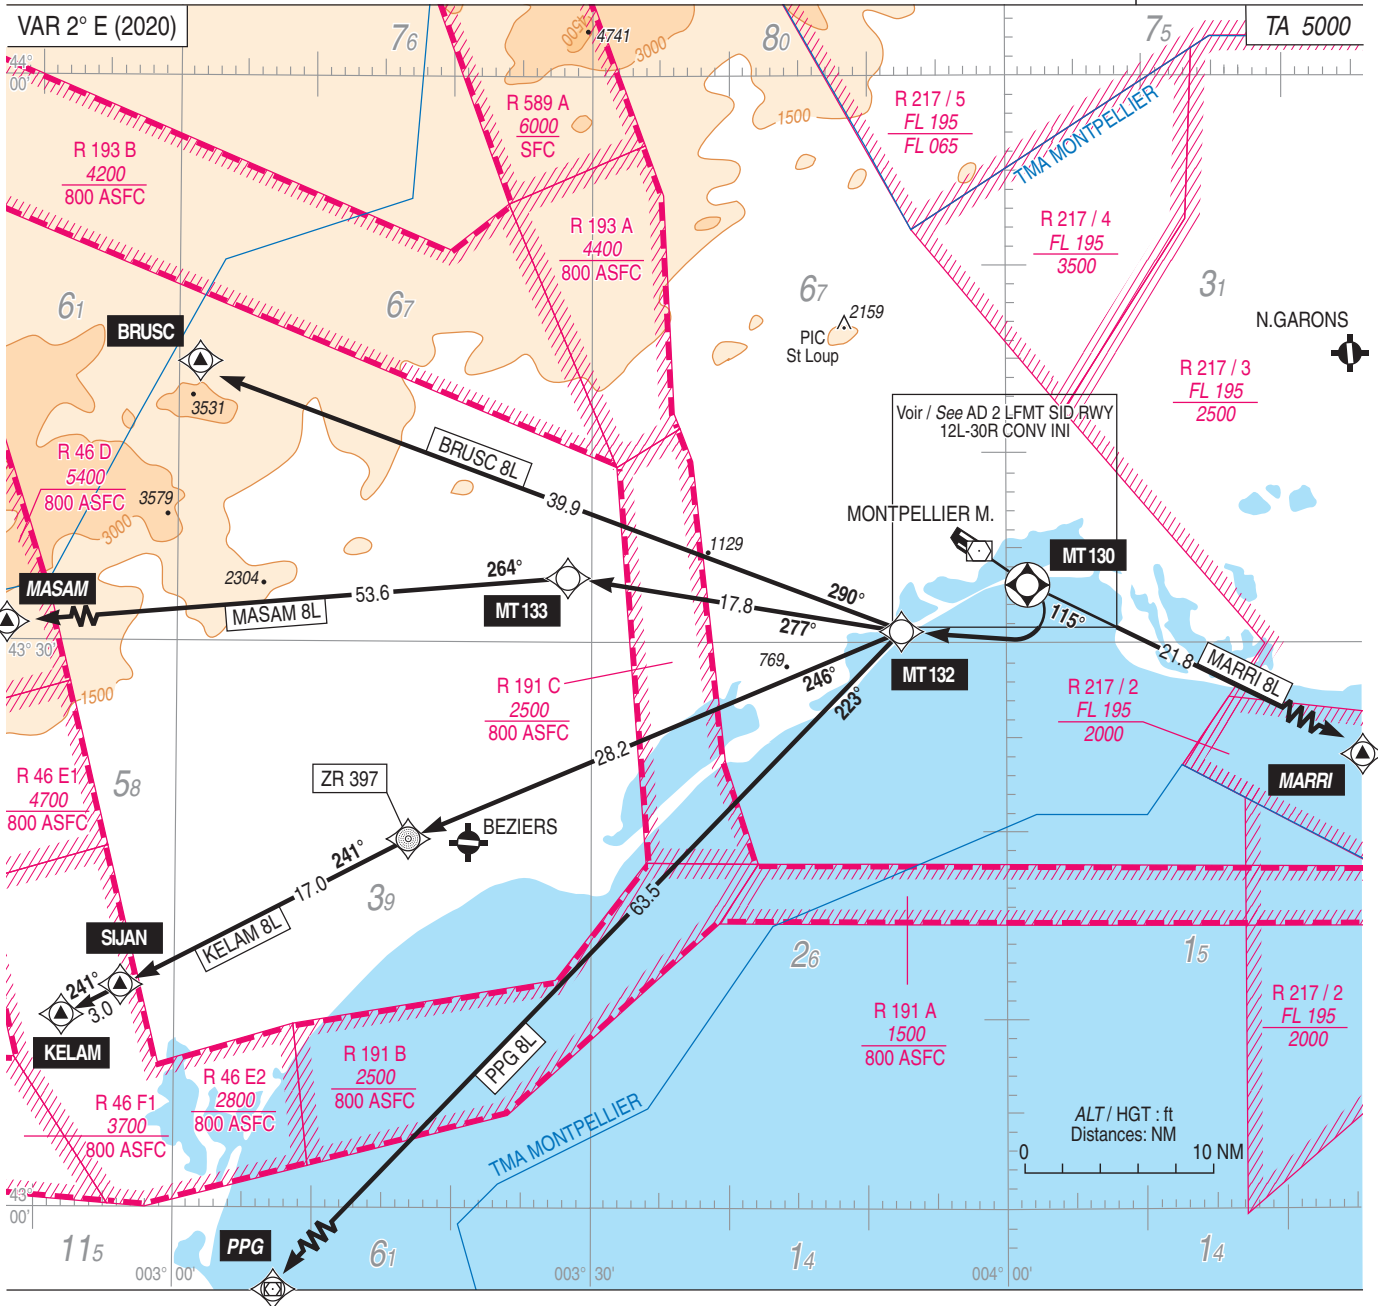 VAR 2° E (2020)
TA 5000
76
80
75
4500
4741
3000
44°
00'
R 589 A
6000
SFC
1500
R 217 / 5
FL 195
FL 065
TMA MONTPELLIER
R 193 B
4200
800 ASFC
R 193 A
4400
800 ASFC
R 217 / 4
FL 195
3500
61
67
67
31
BRUSC
2159
PIC
St Loup
N.GARONS
R 217 / 3
FL 195
2500
3531
Voir / See AD 2 LFMT SID RWY
12L-30R CONV INI
BRUSC 8L
39.9
R 46 D
5400
800 ASFC
3579
3000
MONTPELLIER M.
1129
MT 130
2304
MASAM
264°
53.6
MASAM 8L
MT 133
17.8
290°
277°
115°
43° 30'
769
246°
223°
MT 132
21.8
MARRI 8L
1500
R 191 C
2500
800 ASFC
R 217 / 2
FL 195
2000
28.2
MARRI
R 46 E1
4700
800 ASFC
58
ZR 397
BEZIERS
241°
17.0
39
63.5
KELAM 8L
SIJAN
241°
3.0
KELAM
26
15
R 191 A
1500
800 ASFC
R 217 / 2
FL 195
2000
PPG 8L
R 191 B
2500
800 ASFC
R 46 E2
2800
800 ASFC
R 46 F1
3700
800 ASFC
TMA MONTPELLIER
ALT / HGT : ft
Distances: NM
0
10 NM
43°
00'
115
PPG
61
14
14
003° 00'
003° 30'
004° 00'